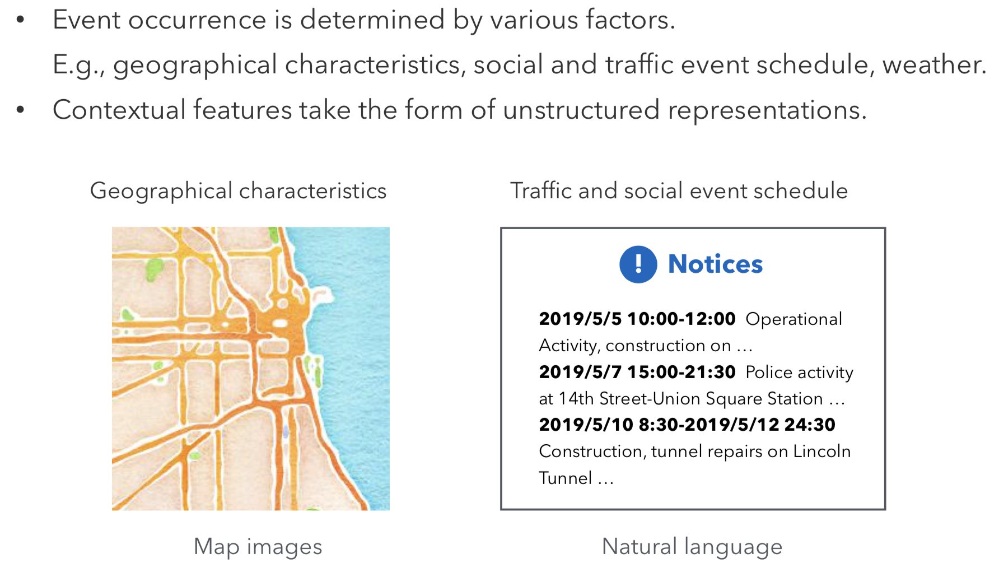 • Event occurrence is determined by various factors.
E.g., geographical characteristics, social and traffic event schedule, weather.
• Contextual features take the form of unstructured representations.
Geographical characteristics
Traffic and social event schedule
! Notices
2019/5/5 10:00-12:00 Operational
Activity, construction on …
2019/5/7 15:00-21:30 Police activity
at 14th Street-Union Square Station …
2019/5/10 8:30-2019/5/12 24:30
Construction, tunnel repairs on Lincoln
Tunnel …
Map images
Natural language